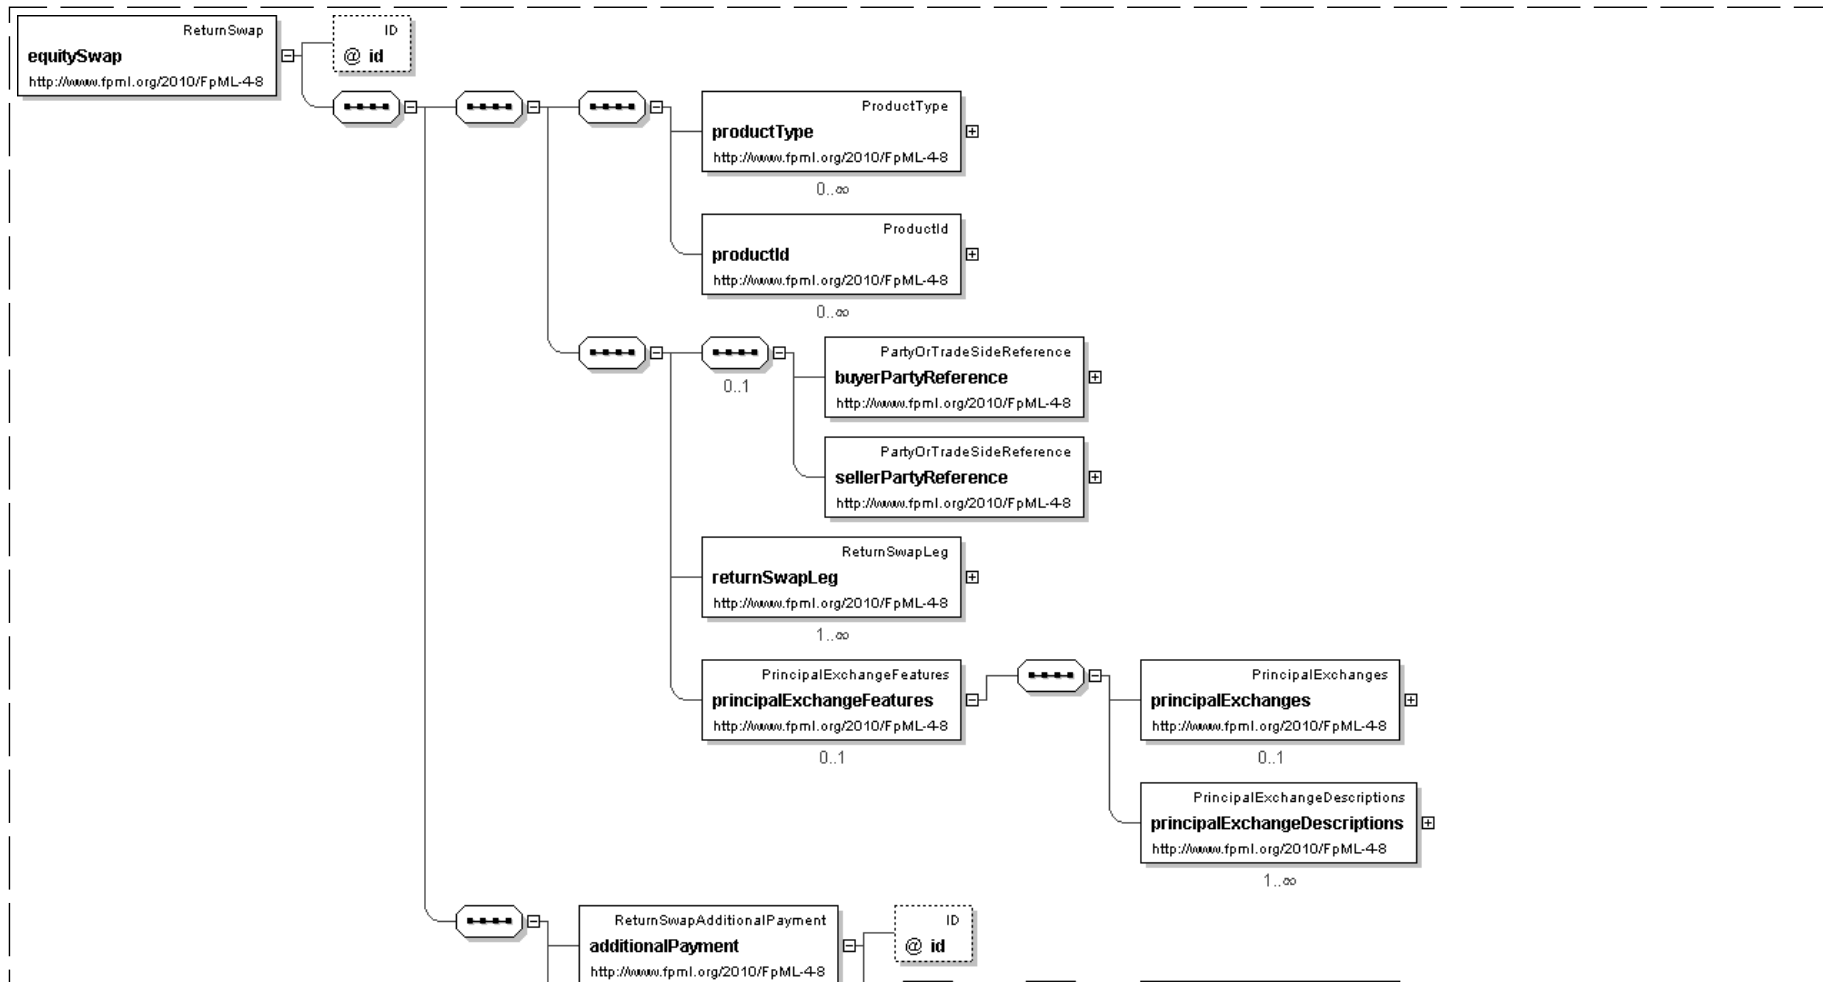 ReturnSwap
equitySwap
http://www.fpml.org/2010/FpML-4-8
ID
@ id
ProductType
productType
http://www.fpml.org/2010/FpML-4-8
0..∞
ProductId
productId
http://www.fpml.org/2010/FpML-4-8
0..∞
0..1
PartyOrTradeSideReference
buyerPartyReference
http://www.fpml.org/2010/FpML-4-8
PartyOrTradeSideReference
sellerPartyReference
http://www.fpml.org/2010/FpML-4-8
ReturnSwapLeg
returnSwapLeg
http://www.fpml.org/2010/FpML-4-8
1..∞
PrincipalExchangeFeatures
principalExchangeFeatures
http://www.fpml.org/2010/FpML-4-8
0..1
PrincipalExchanges
principalExchanges
http://www.fpml.org/2010/FpML-4-8
0..1
PrincipalExchangeDescriptions
principalExchangeDescriptions
http://www.fpml.org/2010/FpML-4-8
1..∞
ReturnSwapAdditionalPayment
additionalPayment
http://www.fpml.org/2010/FpML-4-8
ID
@ id